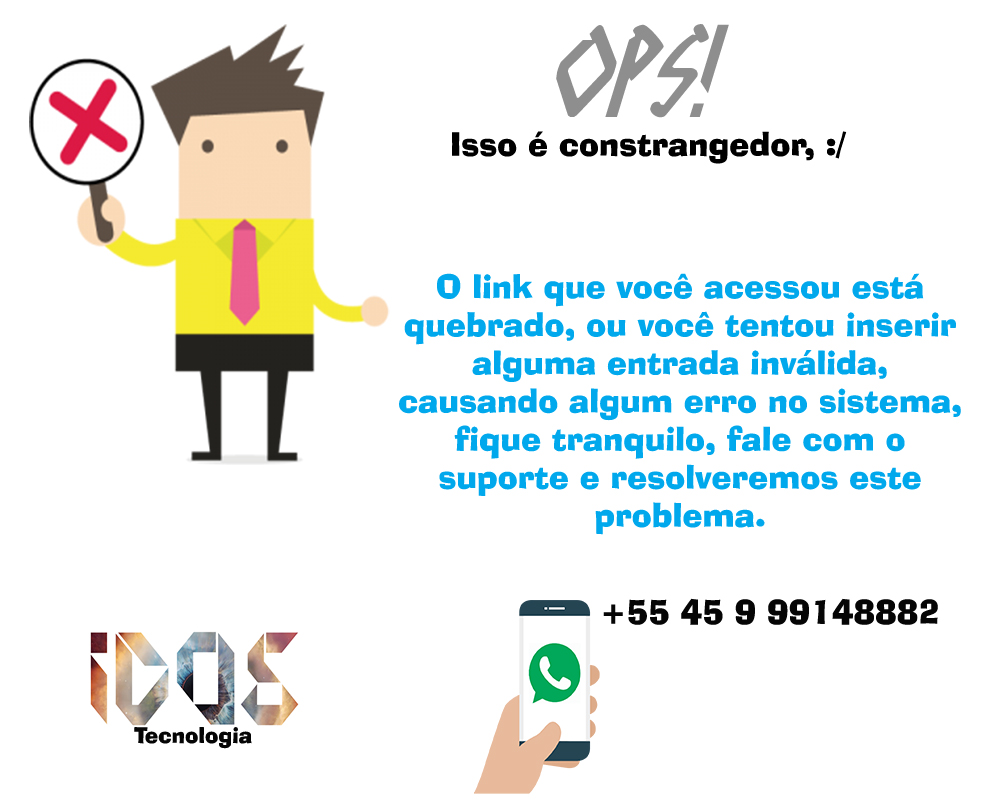 OPS!
Isso é constrangedor, :/
O link que você acessou está
quebrado, ou você tentou inserir
alguma entrada inválida,
causando algum erro no sistema,
fique tranquilo, fale com o
suporte e resolveremos este
problema.
+55 45 9 99148882
iDQS
Tecnologia